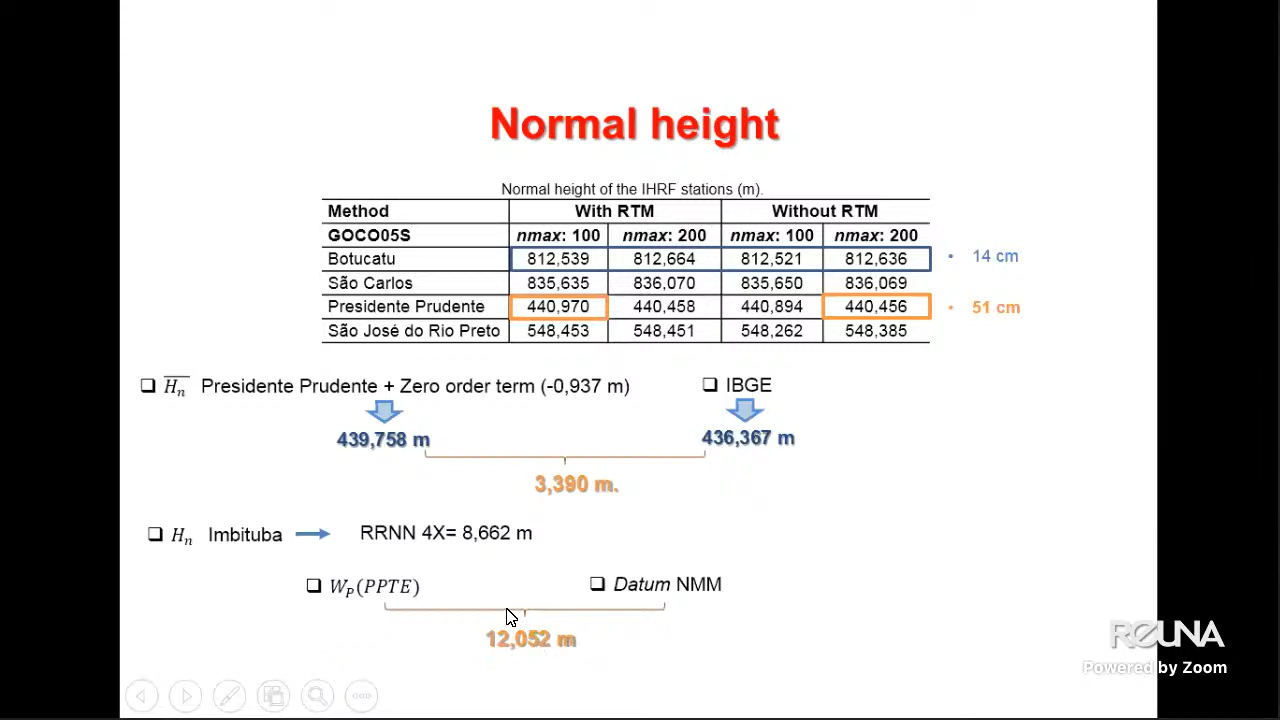 Normal height
Normal height of the IHRF stations (m).
Method With RTM Without RTM
GOCO05S nmax: 100 nmax: 200 nmax: 100 nmax: 200
Botucatu 812,539 812,664 812,521 812,636 • 14 cm
São Carlos 835,635 836,070 835,650 836,069
Presidente Prudente 440,970 440,458 440,894 440,456 • 51 cm
São José do Rio Preto 548,453 548,451 548,262 548,385
❑ H̅n̅ Presidente Prudente + Zero order term (-0,937 m) ❑ IBGE
439,758 m 436,367 m
3,390 m.
❑ Hn Imbituba → RRNN 4X= 8,662 m
❑ WP(PPTE) ❑ Datum NMM
12,052 m
REUNA
Powered by Zoom